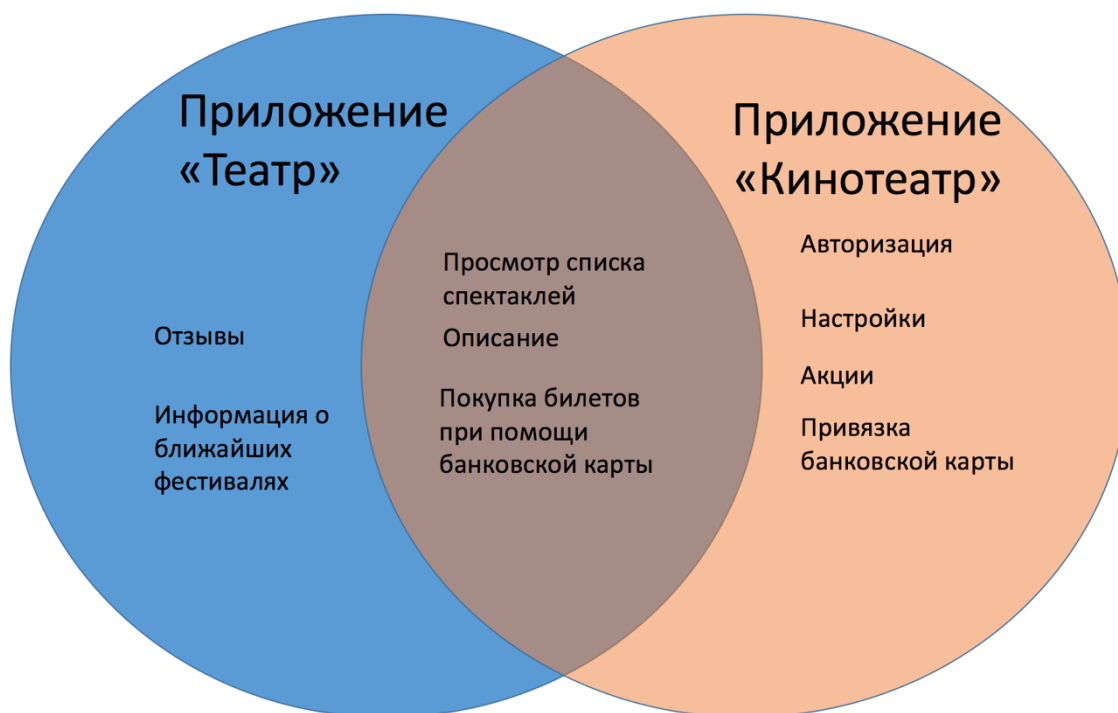 Приложение
«Театр»
Отзывы
Информация о
ближайших
фестивалях
Просмотр списка
спектаклей
Описание
Покупка билетов
при помощи
банковской карты
Приложение
«Кинотеатр»
Авторизация
Настройки
Акции
Привязка
банковской карты